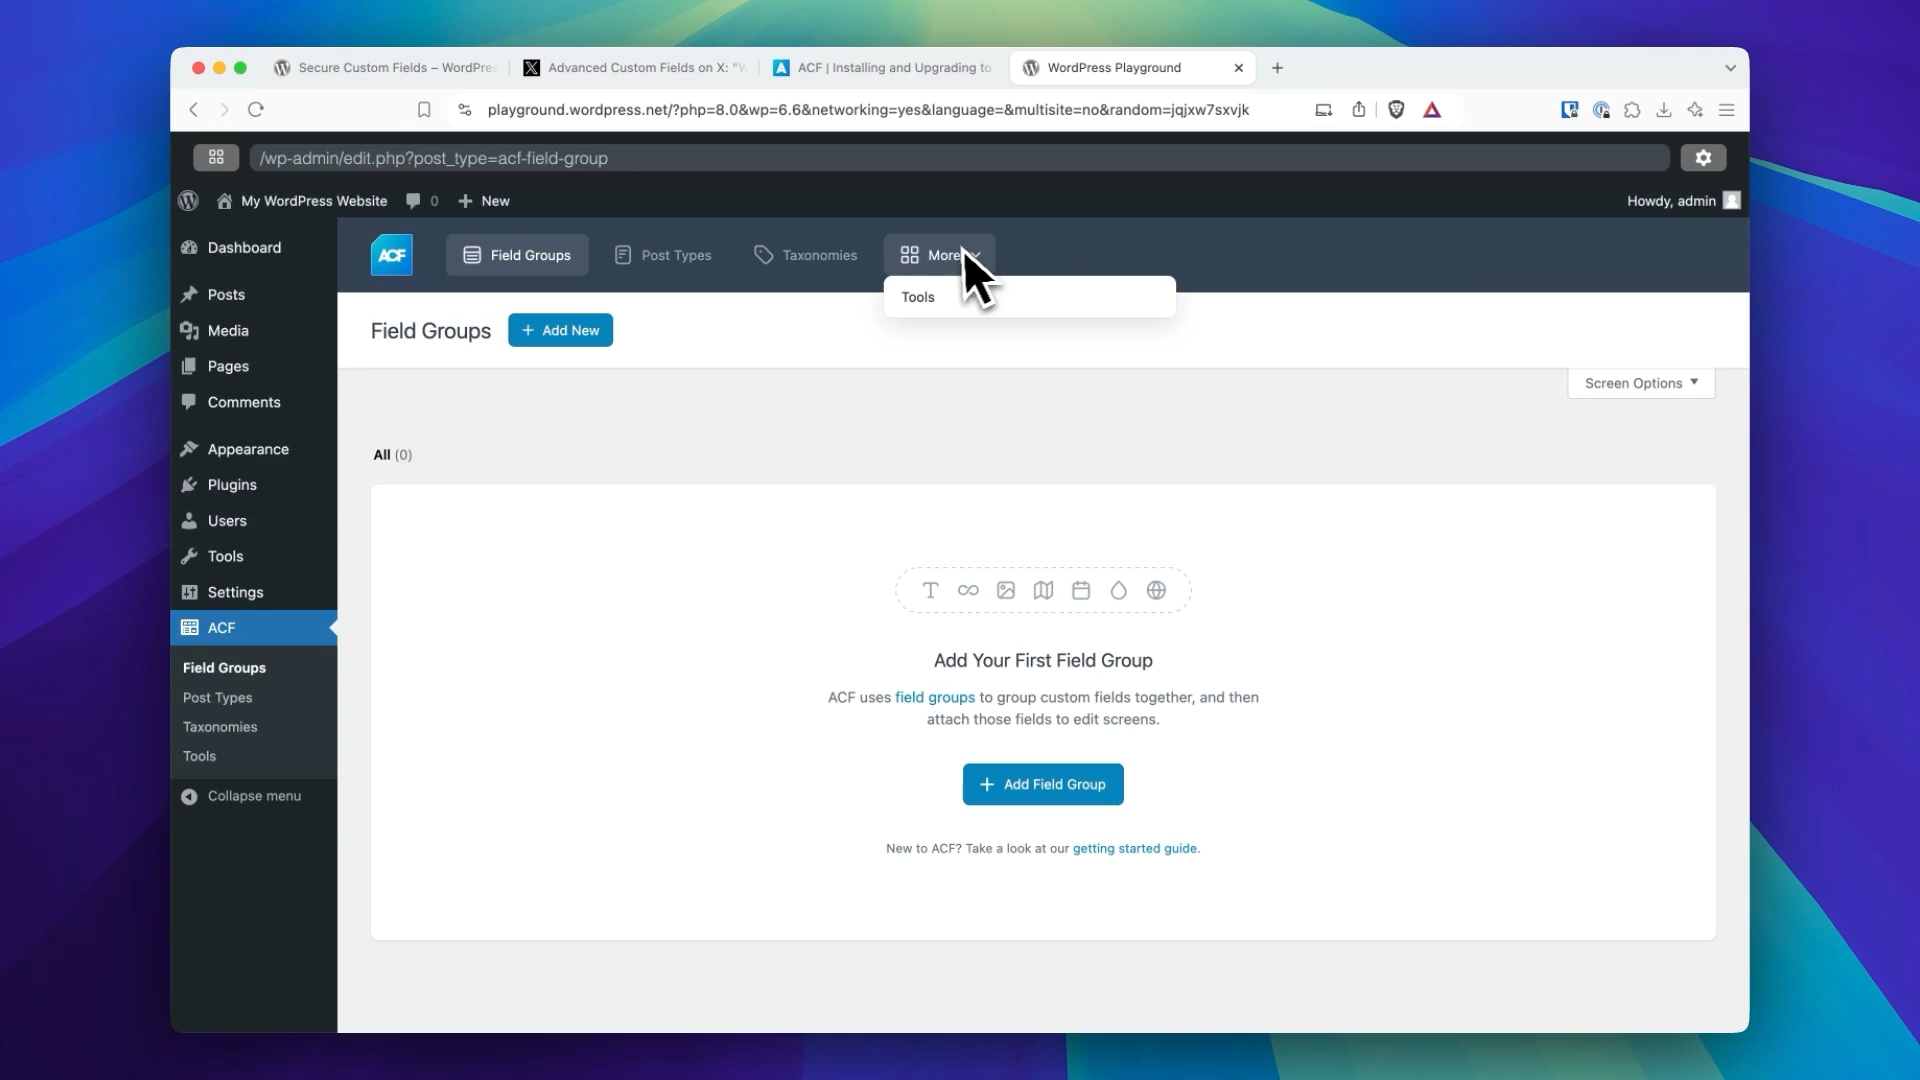 Secure Custom Fields – WordPres
Advanced Custom Fields on X: "W
ACF | Installing and Upgrading to
WordPress Playground
playground.wordpress.net/?php=8.0&wp=6.6&networking=yes&language=&multisite=no&random=jqjxw7sxvjk
/wp-admin/edit.php?post_type=acf-field-group
My WordPress Website
0
New
Howdy, admin
Dashboard
Posts
Media
Pages
Comments
Appearance
Plugins
Users
Tools
Settings
ACF
Field Groups
Post Types
Taxonomies
Tools
Collapse menu
ACF
Field Groups
Post Types
Taxonomies
More
Tools
Field Groups
+ Add New
Screen Options
All (0)
Add Your First Field Group
ACF uses field groups to group custom fields together, and then
attach those fields to edit screens.
+ Add Field Group
New to ACF? Take a look at our getting started guide.